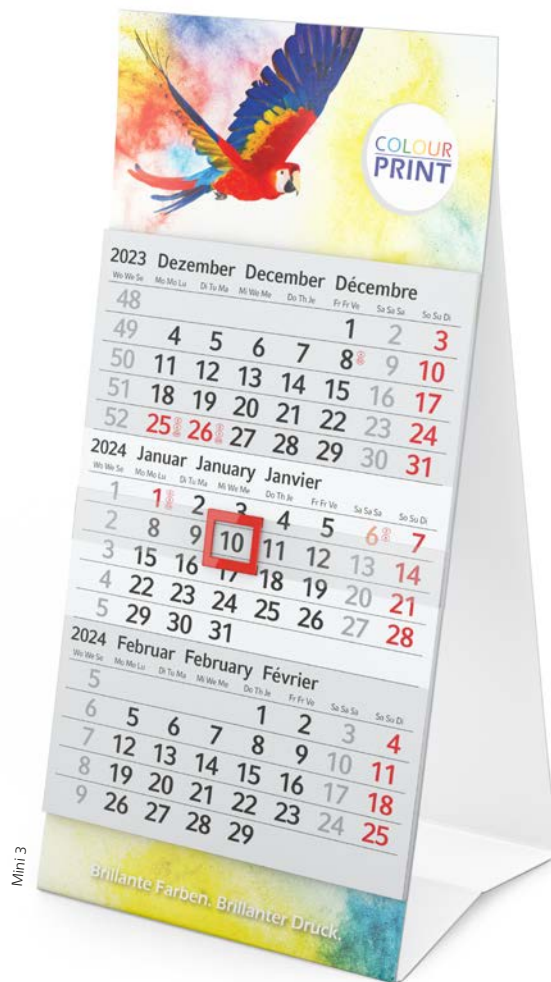 COLOUR
PRINT
2023 Dezember December Décembre
Wo We Se Mo Mo Lu Di Tu Ma Mi We Me Do Th Je Fr Fr Ve Sa Sa Sa So Su Di
48 1 2 3
49 4 5 6 7 8 9 10
50 11 12 13 14 15 16 17
51 18 19 20 21 22 23 24
52 25 26 27 28 29 30 31
2024 Januar January Janvier
Wo We Se Mo Mo Lu Di Tu Ma Mi We Me Do Th Je Fr Fr Ve Sa Sa Sa So Su Di
1 1 2 3 4 5 6 7
2 8 9 10 11 12 13 14
3 15 16 17 18 19 20 21
4 22 23 24 25 26 27 28
5 29 30 31
2024 Februar February Février
Wo We Se Mo Mo Lu Di Tu Ma Mi We Me Do Th Je Fr Fr Ve Sa Sa Sa So Su Di
5 1 2 3 4
6 5 6 7 8 9 10 11
7 12 13 14 15 16 17 18
8 19 20 21 22 23 24 25
9 26 27 28 29
Brillante Farben. Brillanter Druck.
Mini 3